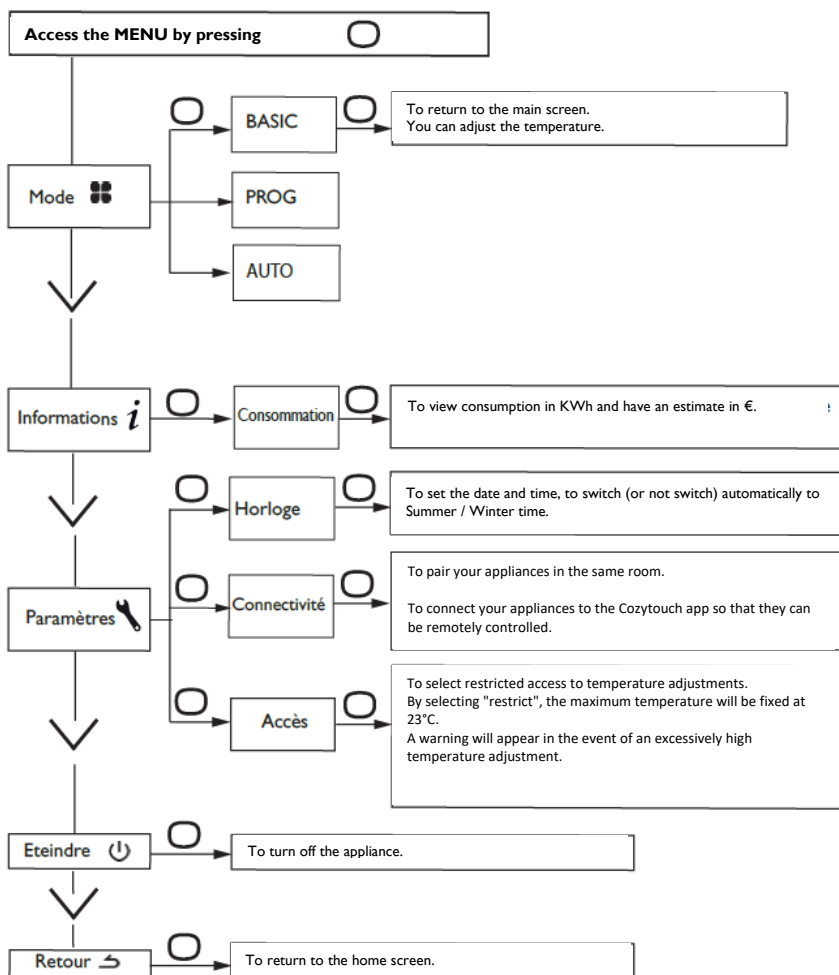 Access the MENU by pressing
BASIC
To return to the main screen.
You can adjust the temperature.
Mode
PROG
AUTO
Informations i
Consommation
To view consumption in KWh and have an estimate in €.
Horloge
To set the date and time, to switch (or not switch) automatically to
Summer / Winter time.
Paramètres
Connectivité
To pair your appliances in the same room.
To connect your appliances to the Cozytouch app so that they can
be remotely controlled.
Accès
To select restricted access to temperature adjustments.
By selecting "restrict", the maximum temperature will be fixed at
23°C.
A warning will appear in the event of an excessively high
temperature adjustment.
Eteindre
To turn off the appliance.
Retour
To return to the home screen.